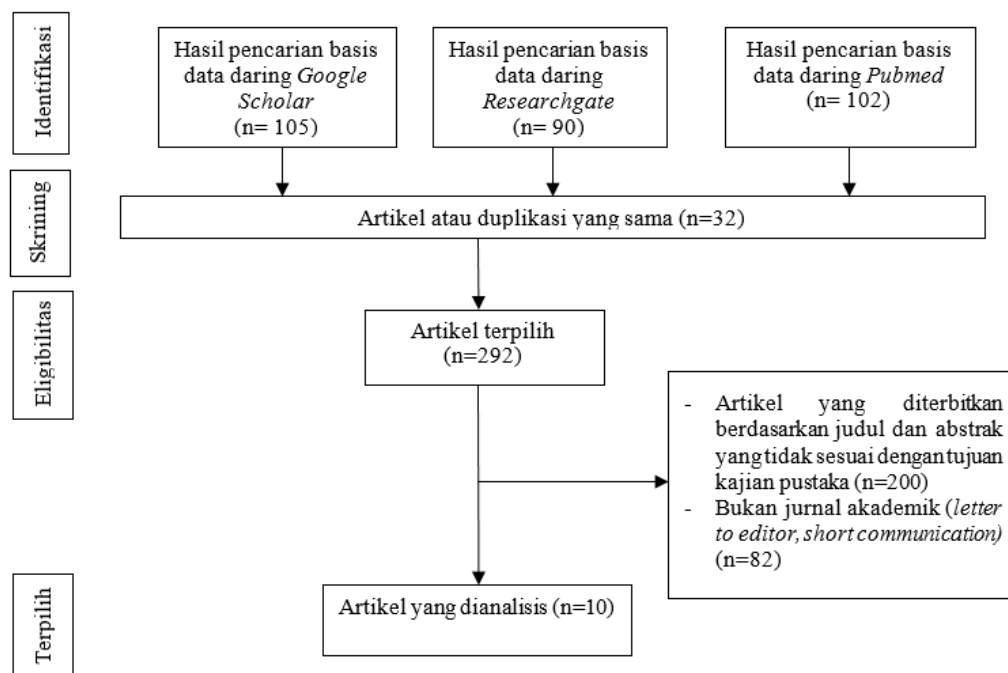 Identifikasi
Hasil pencarian basis
data daring Google
Scholar
(n= 105)
Hasil pencarian basis
data daring
Researchgate
(n= 90)
Hasil pencarian basis
data daring Pubmed
(n= 102)
Skrining
Artikel atau duplikasi yang sama (n=32)
Eligibilitas
Artikel terpilih
(n=292)
- Artikel yang diterbitkan
berdasarkan judul dan abstrak
yang tidak sesuai dengan tujuan
kajian pustaka (n=200)
- Bukan jurnal akademik (letter
to editor, short communication)
(n=82)
Terpilih
Artikel yang dianalisis (n=10)